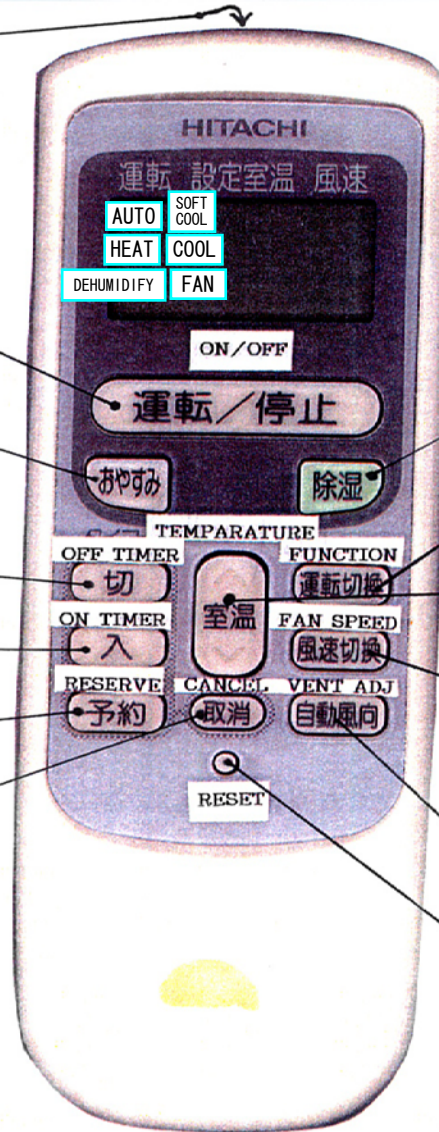 HITACHI
運転 設定室温 風速
AUTO SOFT COOL
HEAT COOL
DEHUMIDIFY FAN
ON/OFF
運転/停止
おやすみ 除湿
TEMPARATURE
OFF TIMER FUNCTION
切 室温 運転切換
ON TIMER FAN SPEED
入 風速切換
RESERVE CANCEL VENT ADJ
予約 取消 自動風向
RESET